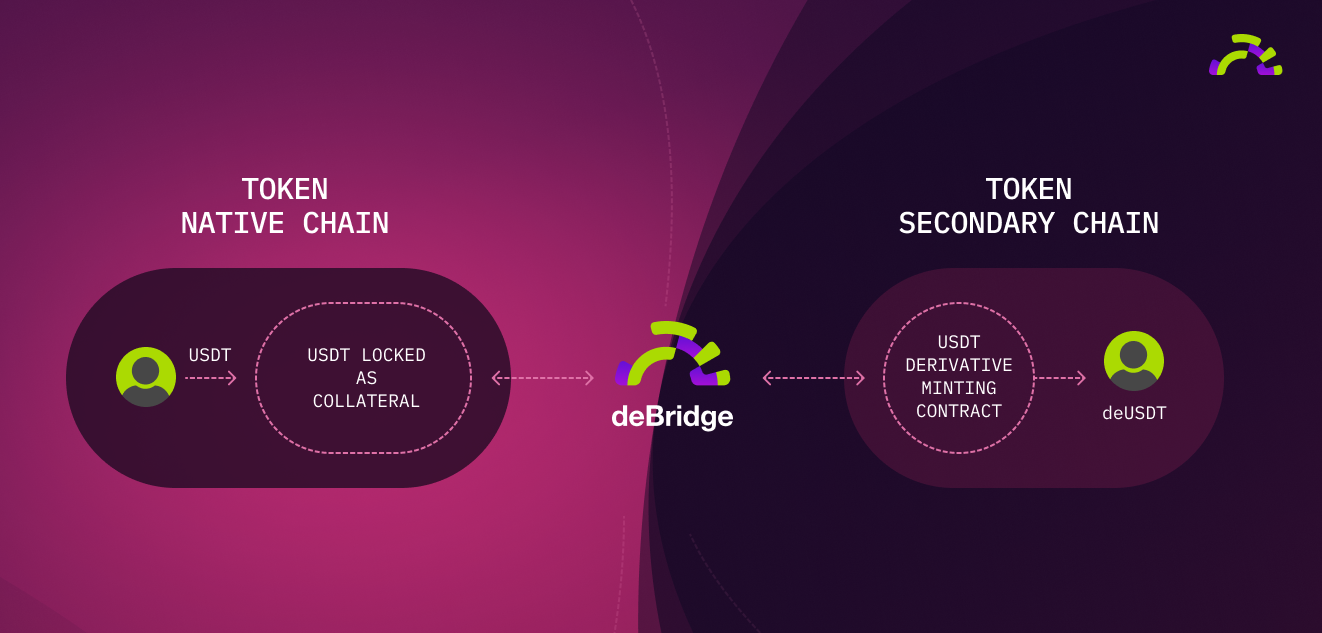 TOKEN
NATIVE CHAIN
USDT
USDT LOCKED
AS
COLLATERAL
deBridge
TOKEN
SECONDARY CHAIN
USDT
DERIVATIVE
MINTING
CONTRACT
deUSDT